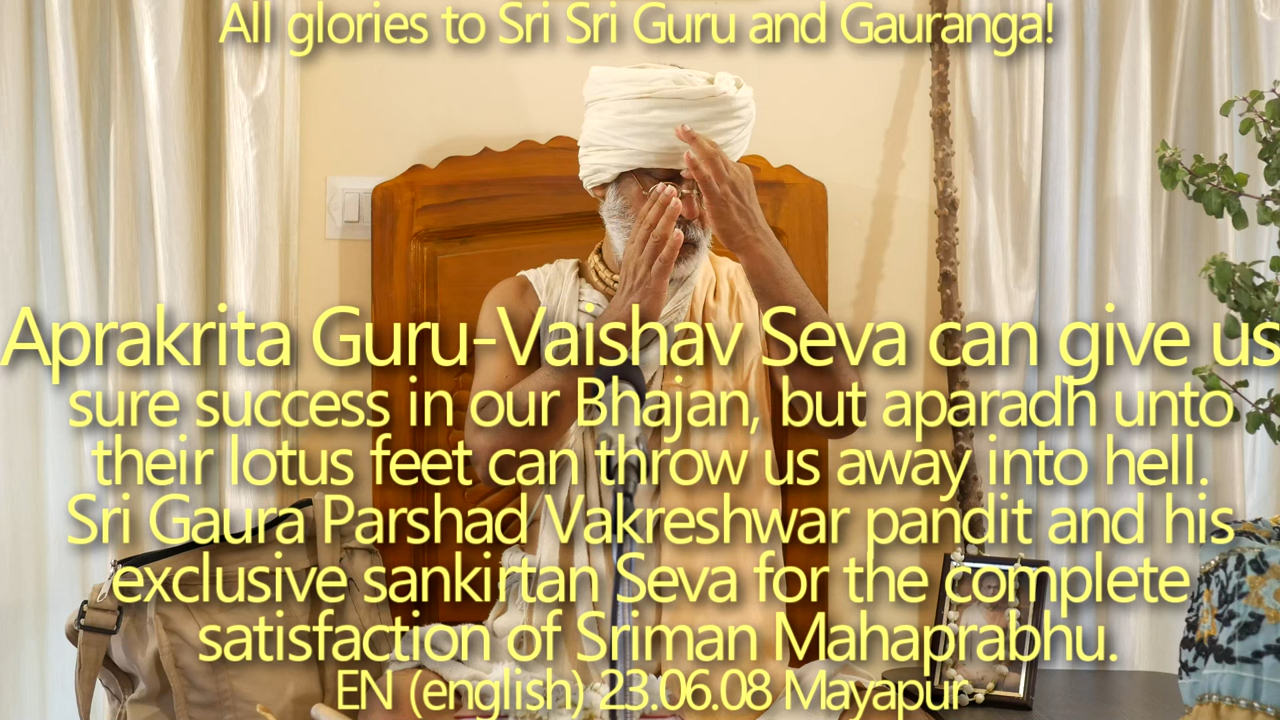 All glories to Sri Sri Guru and Gauranga!
Aprakrita Guru-Vaishav Seva can give us
sure success in our Bhajan, but aparadh unto
their lotus feet can throw us away into hell.
Sri Gaura Parshad Vakreshwar pandit and his
exclusive sankirtan Seva for the complete
satisfaction of Sriman Mahaprabhu.
EN (english) 23.06.08 Mayapur